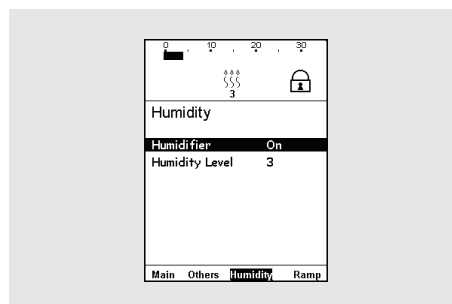 0 10 20 30
3
Humidity
Humidifier On
Humidity Level 3
Main Others Humidity Ramp